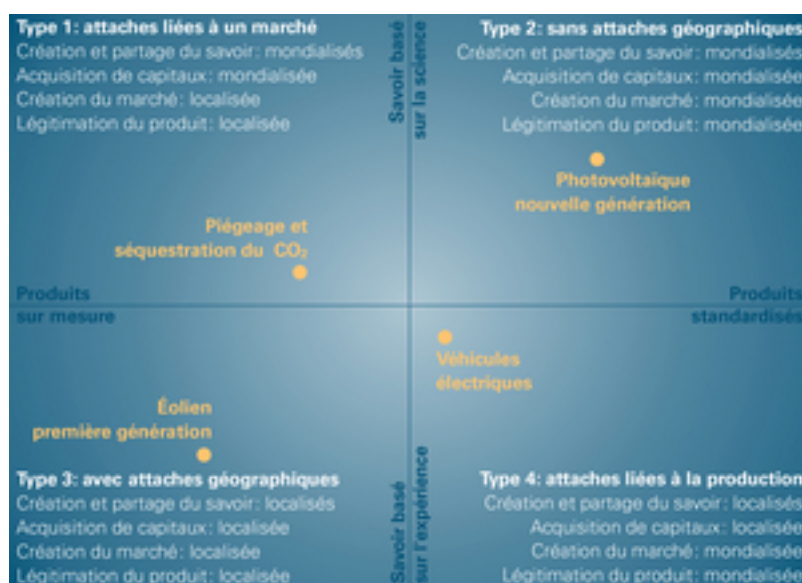 Type 1: attaches liées à un marché
Création et partage du savoir: mondialisés
Acquisition de capitaux: mondialisée
Création du marché: localisée
Légitimation du produit: localisée
Savoir basé
sur la science
Type 2: sans attaches géographiques
Création et partage du savoir: mondialisés
Acquisition de capitaux: mondialisée
Création du marché: mondialisée
Légitimation du produit: mondialisée
Photovoltaïque
nouvelle génération
Piégeage et
séquestration du CO₂
Produits
sur mesure
Produits
standardisés
Véhicules
électriques
Éolien
première génération
Type 3: avec attaches géographiques
Création et partage du savoir: localisés
Acquisition de capitaux: localisée
Création du marché: localisée
Légitimation du produit: localisée
Savoir basé
sur l'expérience
Type 4: attaches liées à la production
Création et partage du savoir: localisés
Acquisition de capitaux: localisée
Création du marché: mondialisée
Légitimation du produit: mondialisée